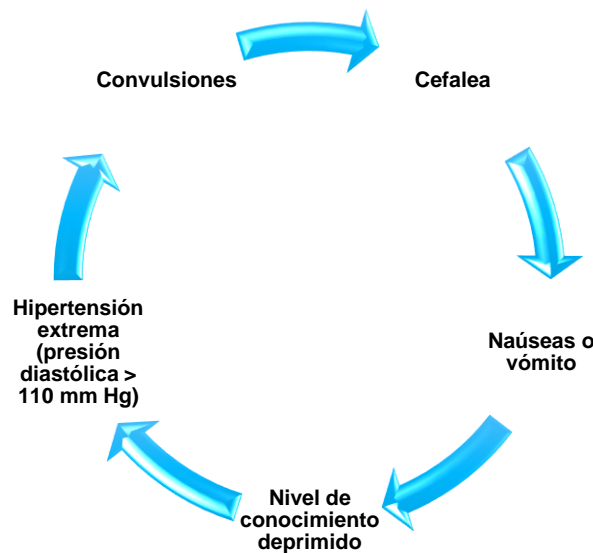 Convulsiones
Cefalea
Naúseas o
vómito
Nivel de
conocimiento
deprimido
Hipertensión
extrema
(presión
diastólica >
110 mm Hg)